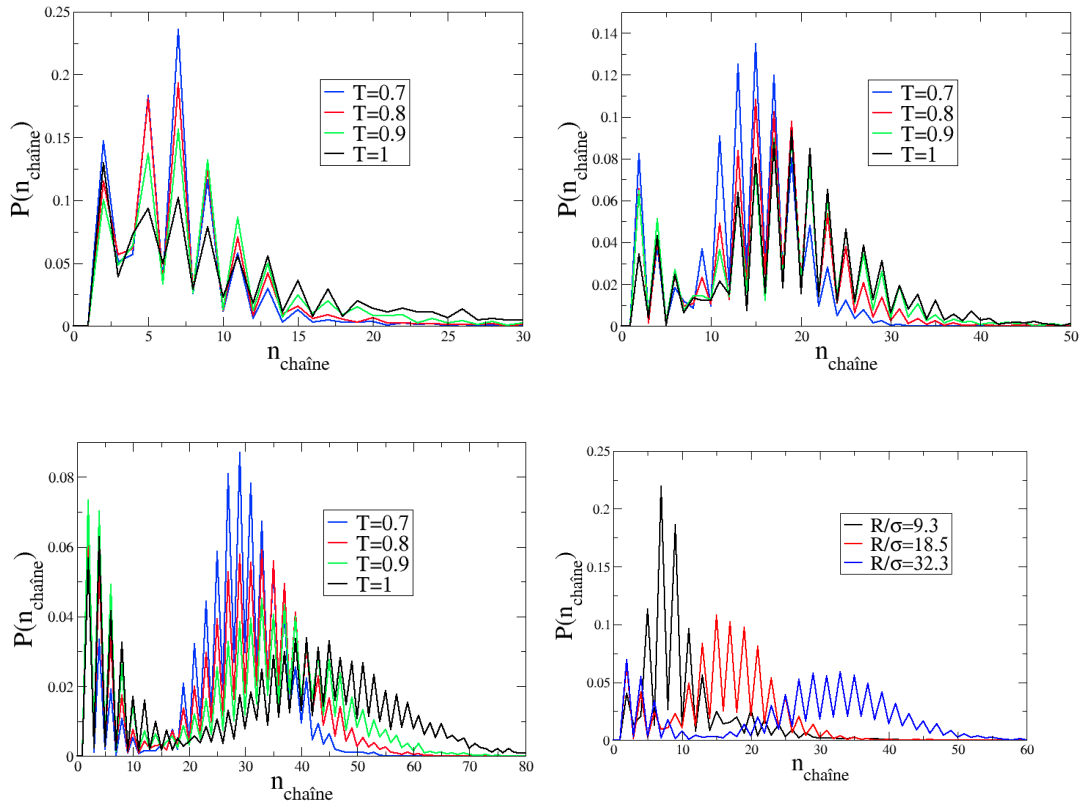 0.25
0.2
0.15
0.1
0.05
0
P(n_chaîne)
T=0.7
T=0.8
T=0.9
T=1
0 5 10 15 20 25 30
n_chaîne
0.14
0.12
0.1
0.08
0.06
0.04
0.02
0
P(n_chaîne)
T=0.7
T=0.8
T=0.9
T=1
0 10 20 30 40 50
n_chaîne
0.08
0.06
0.04
0.02
0
P(n_chaîne)
T=0.7
T=0.8
T=0.9
T=1
0 10 20 30 40 50 60 70 80
n_chaîne
0.25
0.2
0.15
0.1
0.05
0
P(n_chaîne)
R/σ=9.3
R/σ=18.5
R/σ=32.3
0 10 20 30 40 50 60
n_chaîne